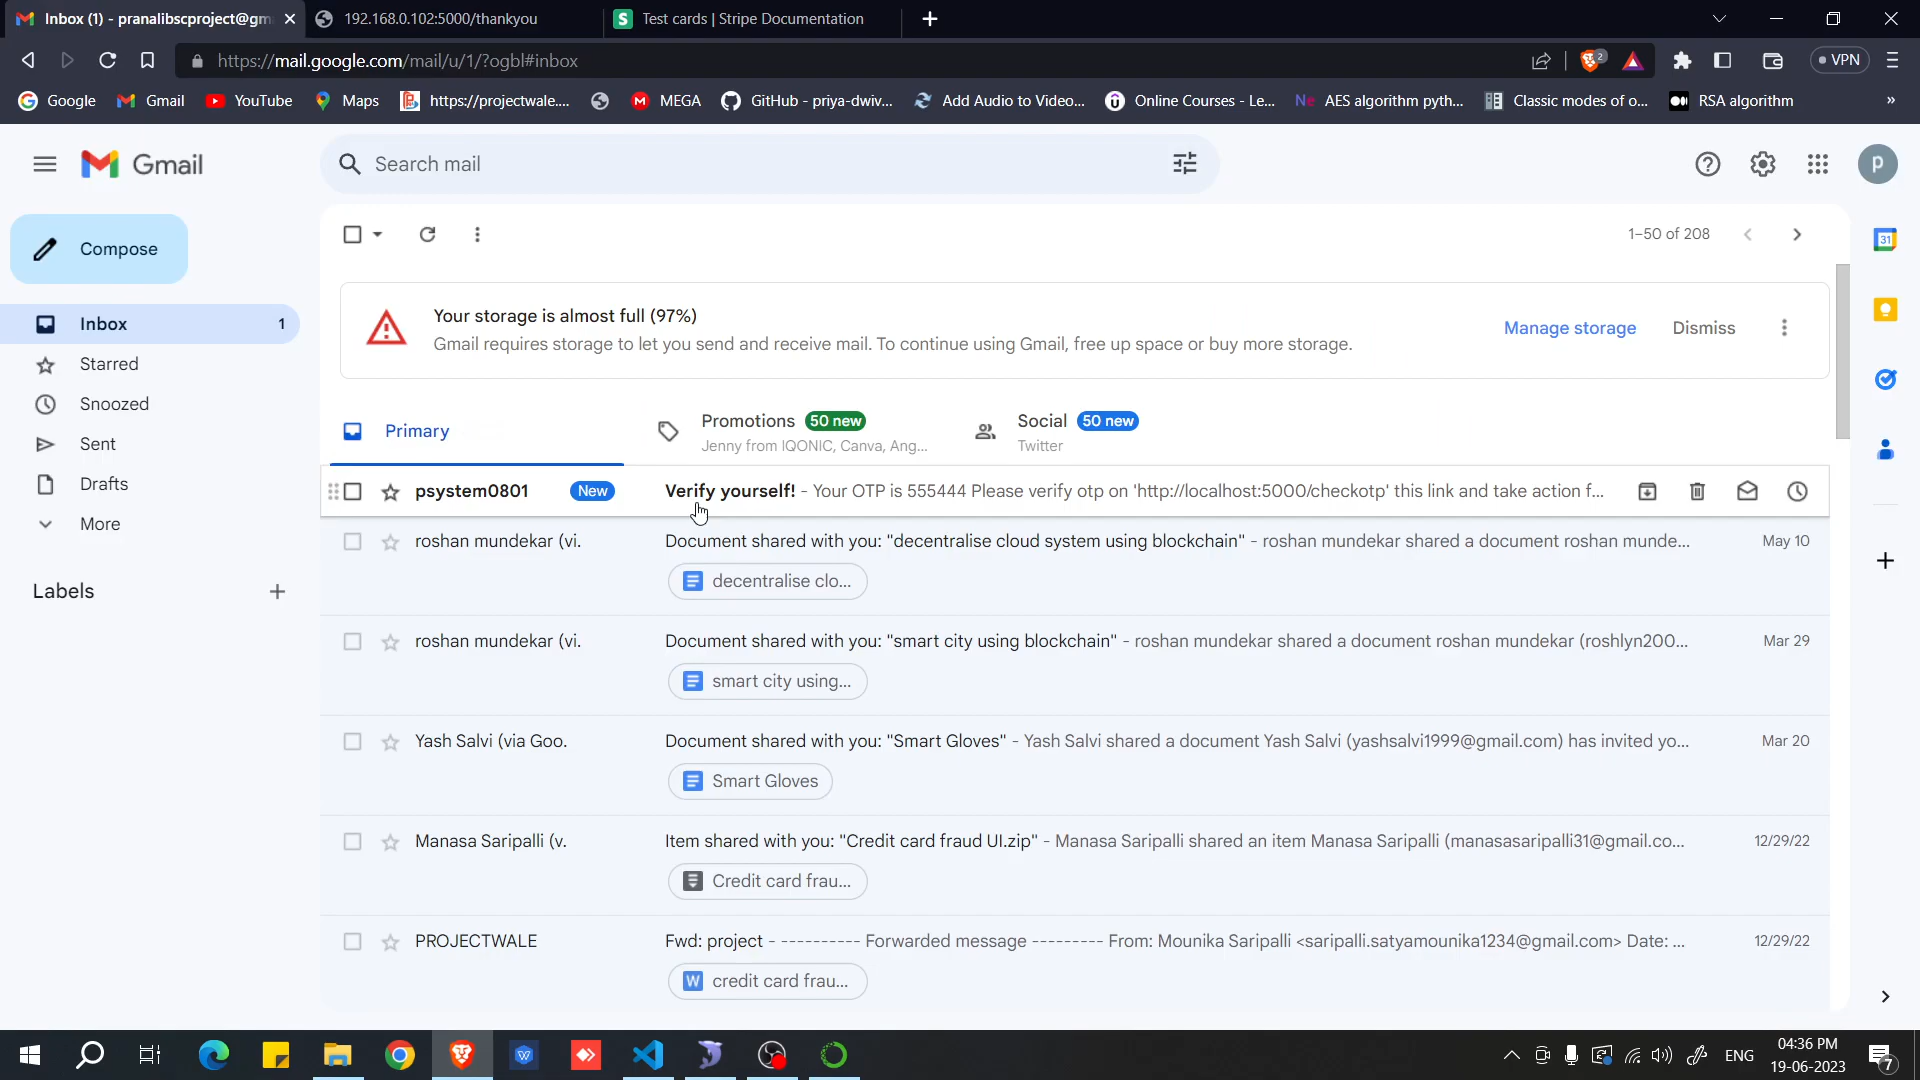 Inbox (1) - pranalibscproject@gm
192.168.0.102:5000/thankyou
Test cards | Stripe Documentation
https://mail.google.com/mail/u/1/?ogbl#inbox
2
VPN
Google
Gmail
YouTube
Maps
https://projectwale....
MEGA
GitHub - priya-dwiv...
Add Audio to Video...
Online Courses - Le...
AES algorithm pyth...
Classic modes of o...
RSA algorithm
»
Gmail
Search mail
p
Compose
1–50 of 208
31
Your storage is almost full (97%)
Gmail requires storage to let you send and receive mail. To continue using Gmail, free up space or buy more storage.
Manage storage
Dismiss
Inbox
1
Starred
Snoozed
Sent
Drafts
More
Labels
Primary
Promotions
50 new
Jenny from IQONIC, Canva, Ang...
Social
50 new
Twitter
psystem0801
New
Verify yourself! - Your OTP is 555444 Please verify otp on 'http://localhost:5000/checkotp' this link and take action f...
roshan mundekar (vi.
Document shared with you: "decentralise cloud system using blockchain" - roshan mundekar shared a document roshan munde...
May 10
decentralise clo...
roshan mundekar (vi.
Document shared with you: "smart city using blockchain" - roshan mundekar shared a document roshan mundekar (roshlyn200...
Mar 29
smart city using...
Yash Salvi (via Goo.
Document shared with you: "Smart Gloves" - Yash Salvi shared a document Yash Salvi (yashsalvi1999@gmail.com) has invited yo...
Mar 20
Smart Gloves
Manasa Saripalli (v.
Item shared with you: "Credit card fraud UI.zip" - Manasa Saripalli shared an item Manasa Saripalli (manasasaripalli31@gmail.co...
12/29/22
Credit card frau...
PROJECTWALE
Fwd: project - ---------- Forwarded message --------- From: Mounika Saripalli <saripalli.satyamounika1234@gmail.com> Date: ...
12/29/22
W
credit card frau...
ENG
04:36 PM
19-06-2023
7